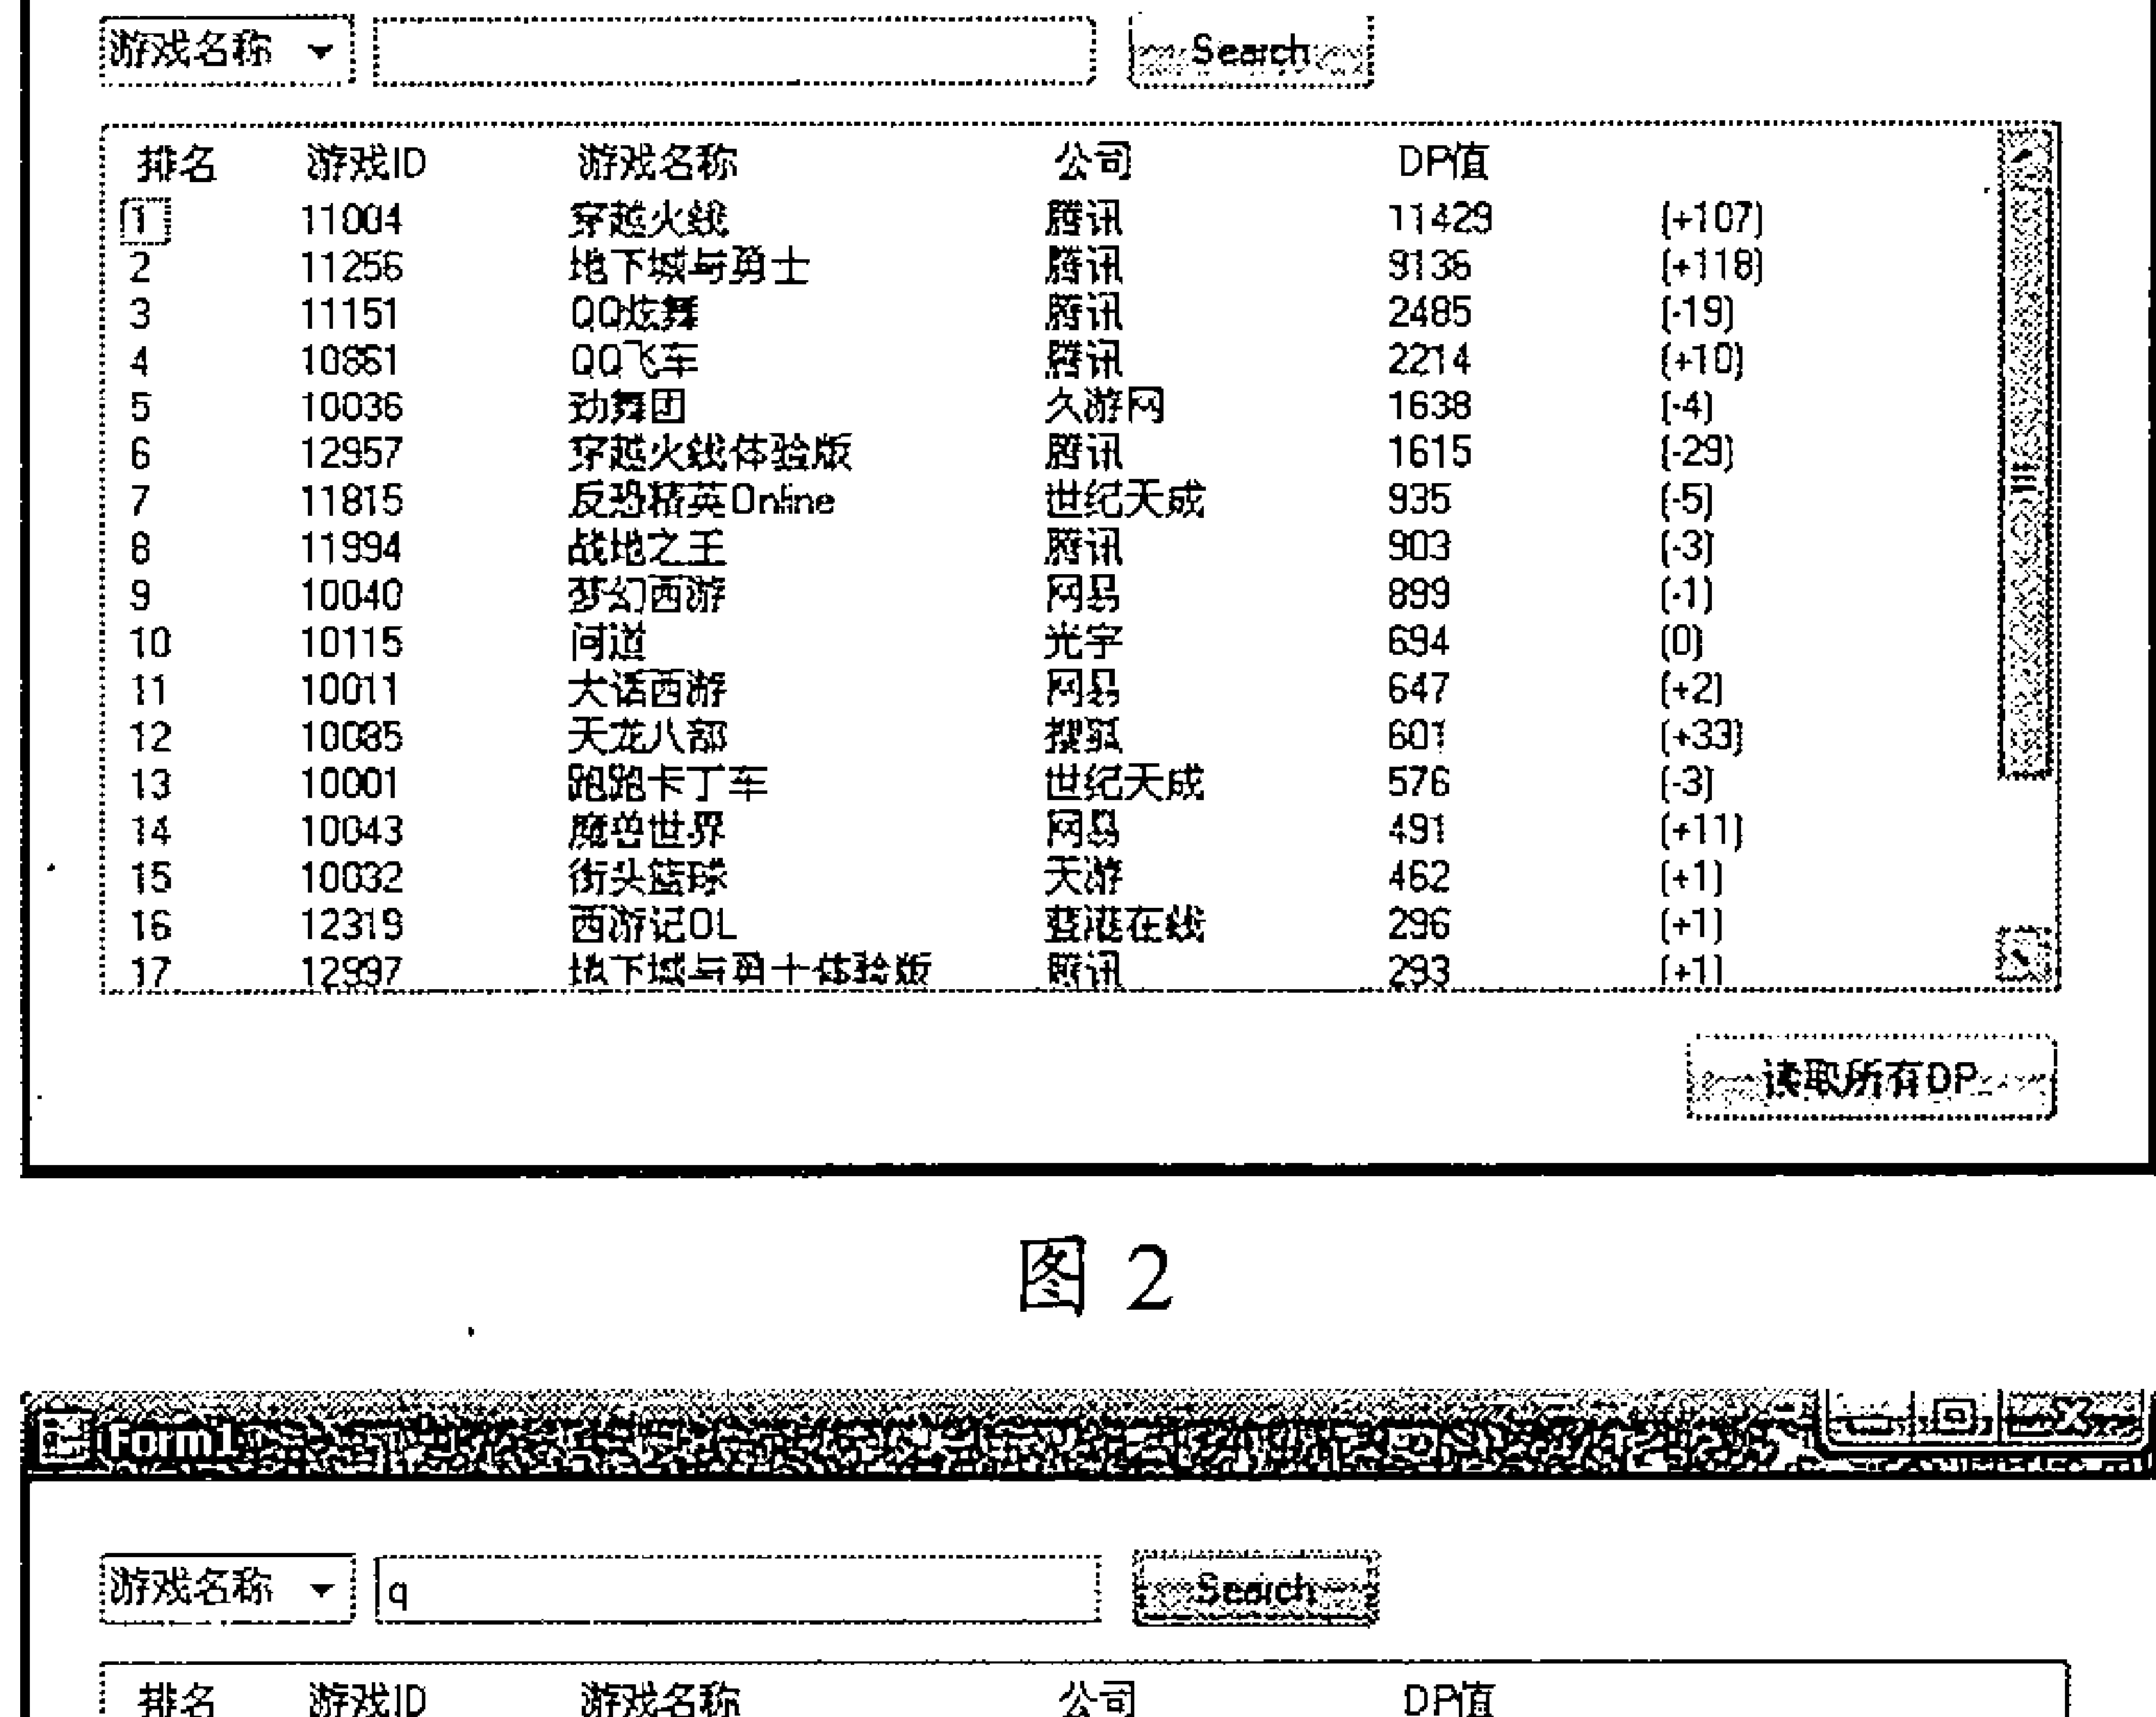 游戏名称 Search
排名 游戏ID 游戏名称 公司 DP值
1 11004 穿越火线 腾讯 11429 (+107)
2 11256 地下城与勇士 腾讯 9136 (+118)
3 11151 QQ炫舞 腾讯 2485 (-19)
4 10861 QQ飞车 腾讯 2214 (+10)
5 10036 劲舞团 久游网 1638 (-4)
6 12957 穿越火线体验版 腾讯 1615 (-29)
7 11815 反恐精英Online 世纪天成 935 (-5)
8 11994 战地之王 腾讯 903 (-3)
9 10040 梦幻西游 网易 899 (-1)
10 10115 问道 光宇 694 (0)
11 10011 大话西游 网易 647 (+2)
12 10085 天龙八部 搜狐 601 (+33)
13 10001 跑跑卡丁车 世纪天成 576 (-3)
14 10043 魔兽世界 网易 491 (+11)
15 10032 街头篮球 天游 462 (+1)
16 12319 西游记OL 蓝港在线 296 (+1)
17 12997 地下城与勇士体验版 腾讯 293 (+1)
读取所有DP
图 2
Form1
游戏名称 q Search
排名 游戏ID 游戏名称 公司 DP值